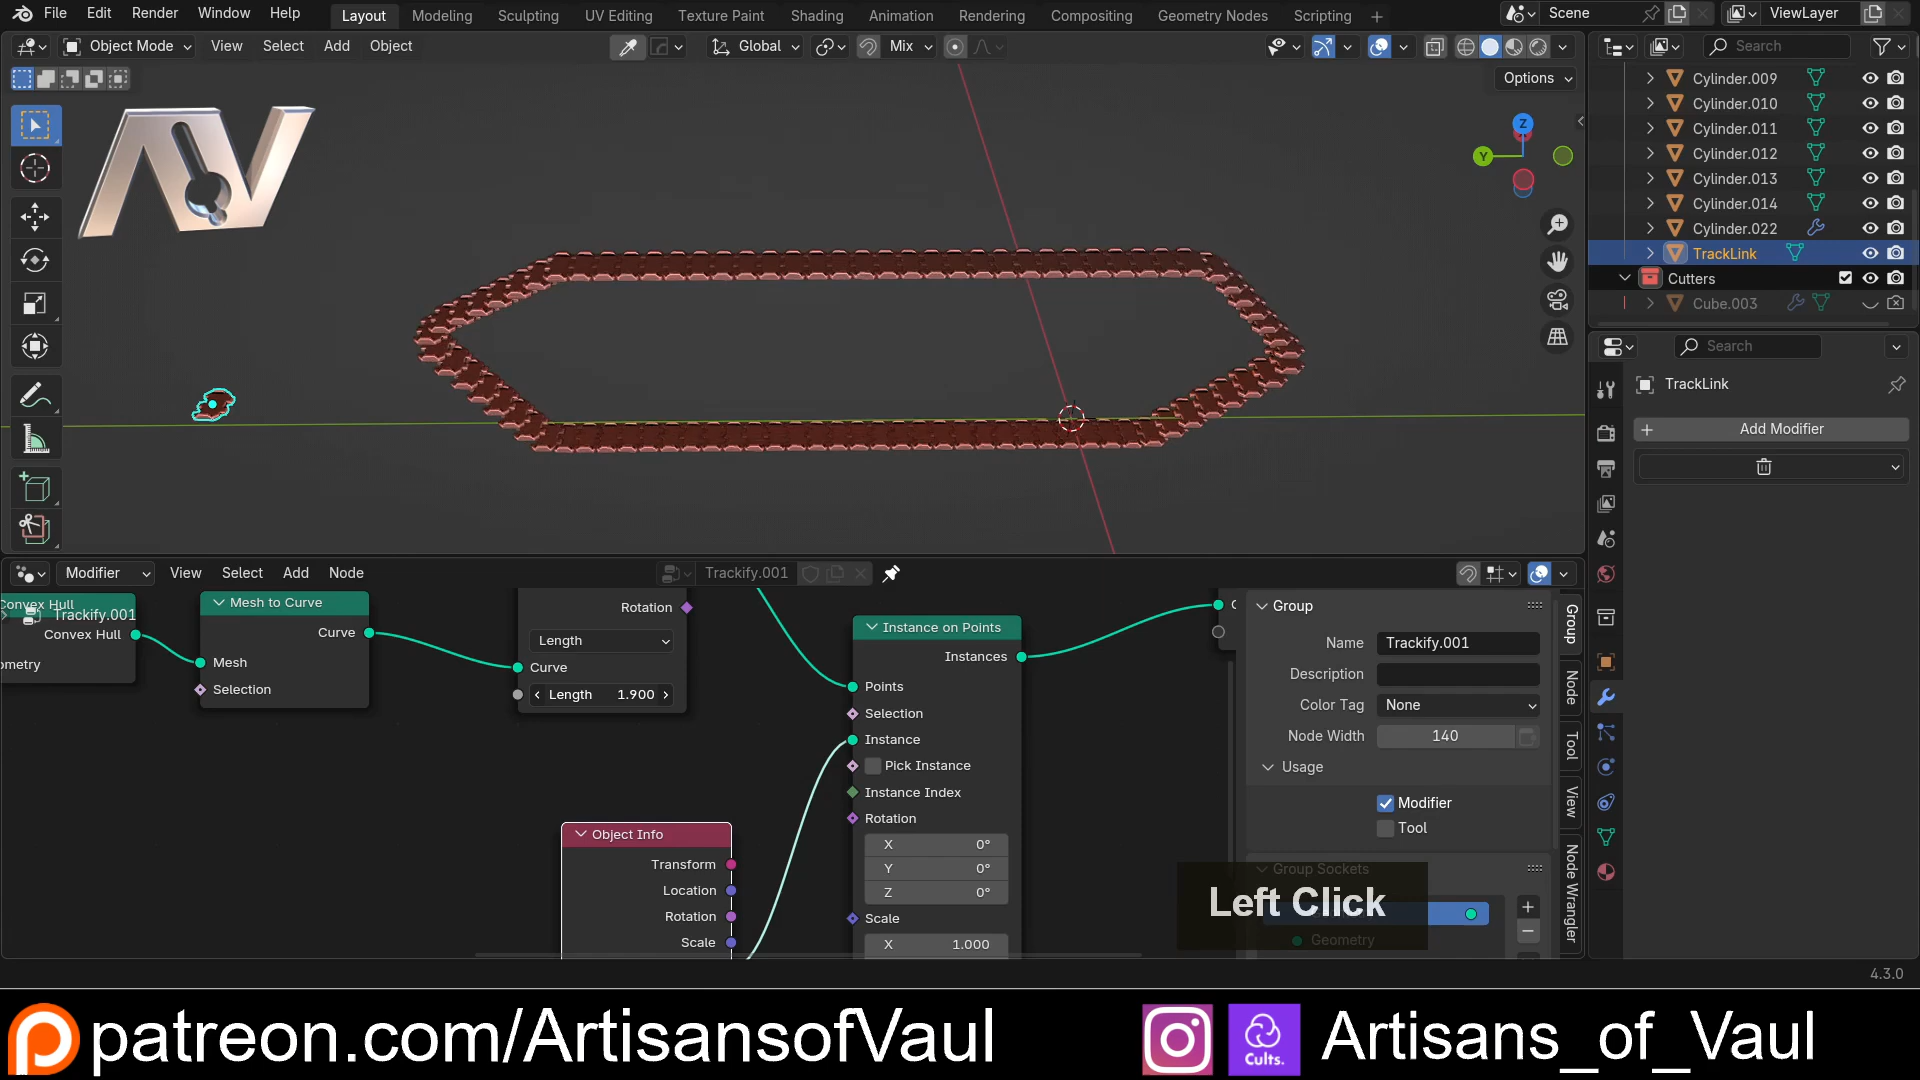 File Edit Render Window Help Layout Modeling Sculpting UV Editing Texture Paint Shading Animation Rendering Compositing Geometry Nodes Scripting Scene ViewLayer
Object Mode View Select Add Object Global Mix Search
Options
AV
Z
Y
Cylinder.009
Cylinder.010
Cylinder.011
Cylinder.012
Cylinder.013
Cylinder.014
Cylinder.022
TrackLink
Cutters
Cube.003
Search
TrackLink
Add Modifier
Modifier View Select Add Node Trackify.001
Convex Hull
Trackify.001
Convex Hull
ometry
Mesh to Curve
Curve
Mesh
Selection
Rotation
Length
Curve
Length 1.900
Instance on Points
Instances
Points
Selection
Instance
Pick Instance
Instance Index
Rotation
X 0°
Y 0°
Z 0°
Scale
X 1.000
Object Info
Transform
Location
Rotation
Scale
Group
Name Trackify.001
Description
Color Tag None
Node Width 140
Usage
Modifier
Tool
Group Sockets
Geometry
Left Click
Group
Node
Tool
View
Node Wrangler
4.3.0
patreon.com/ArtisansofVaul
Cults.
Artisans_of_Vaul